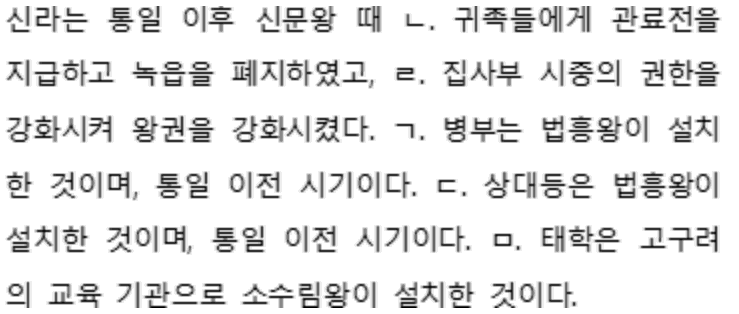 신라는 통일 이후 신문왕 때 ㄴ. 귀족들에게 관료전을
지급하고 녹읍을 폐지하였고, ㄹ. 집사부 시중의 권한을
강화시켜 왕권을 강화시켰다. ㄱ. 병부는 법흥왕이 설치
한 것이며, 통일 이전 시기이다. ㄷ. 상대등은 법흥왕이
설치한 것이며, 통일 이전 시기이다. ㅁ. 태학은 고구려
의 교육 기관으로 소수림왕이 설치한 것이다.